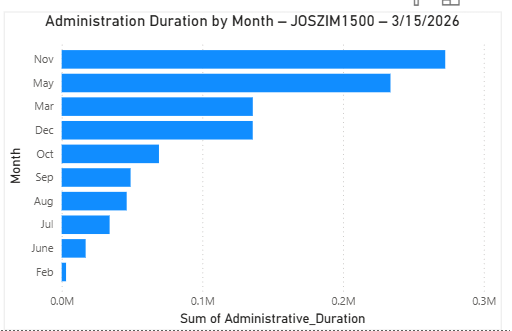 Administration Duration by Month – JOSZIM1500 – 3/15/2026
Nov
May
Mar
Dec
Oct
Sep
Aug
Jul
June
Feb
Month
0.0M 0.1M 0.2M 0.3M
Sum of Administrative_Duration